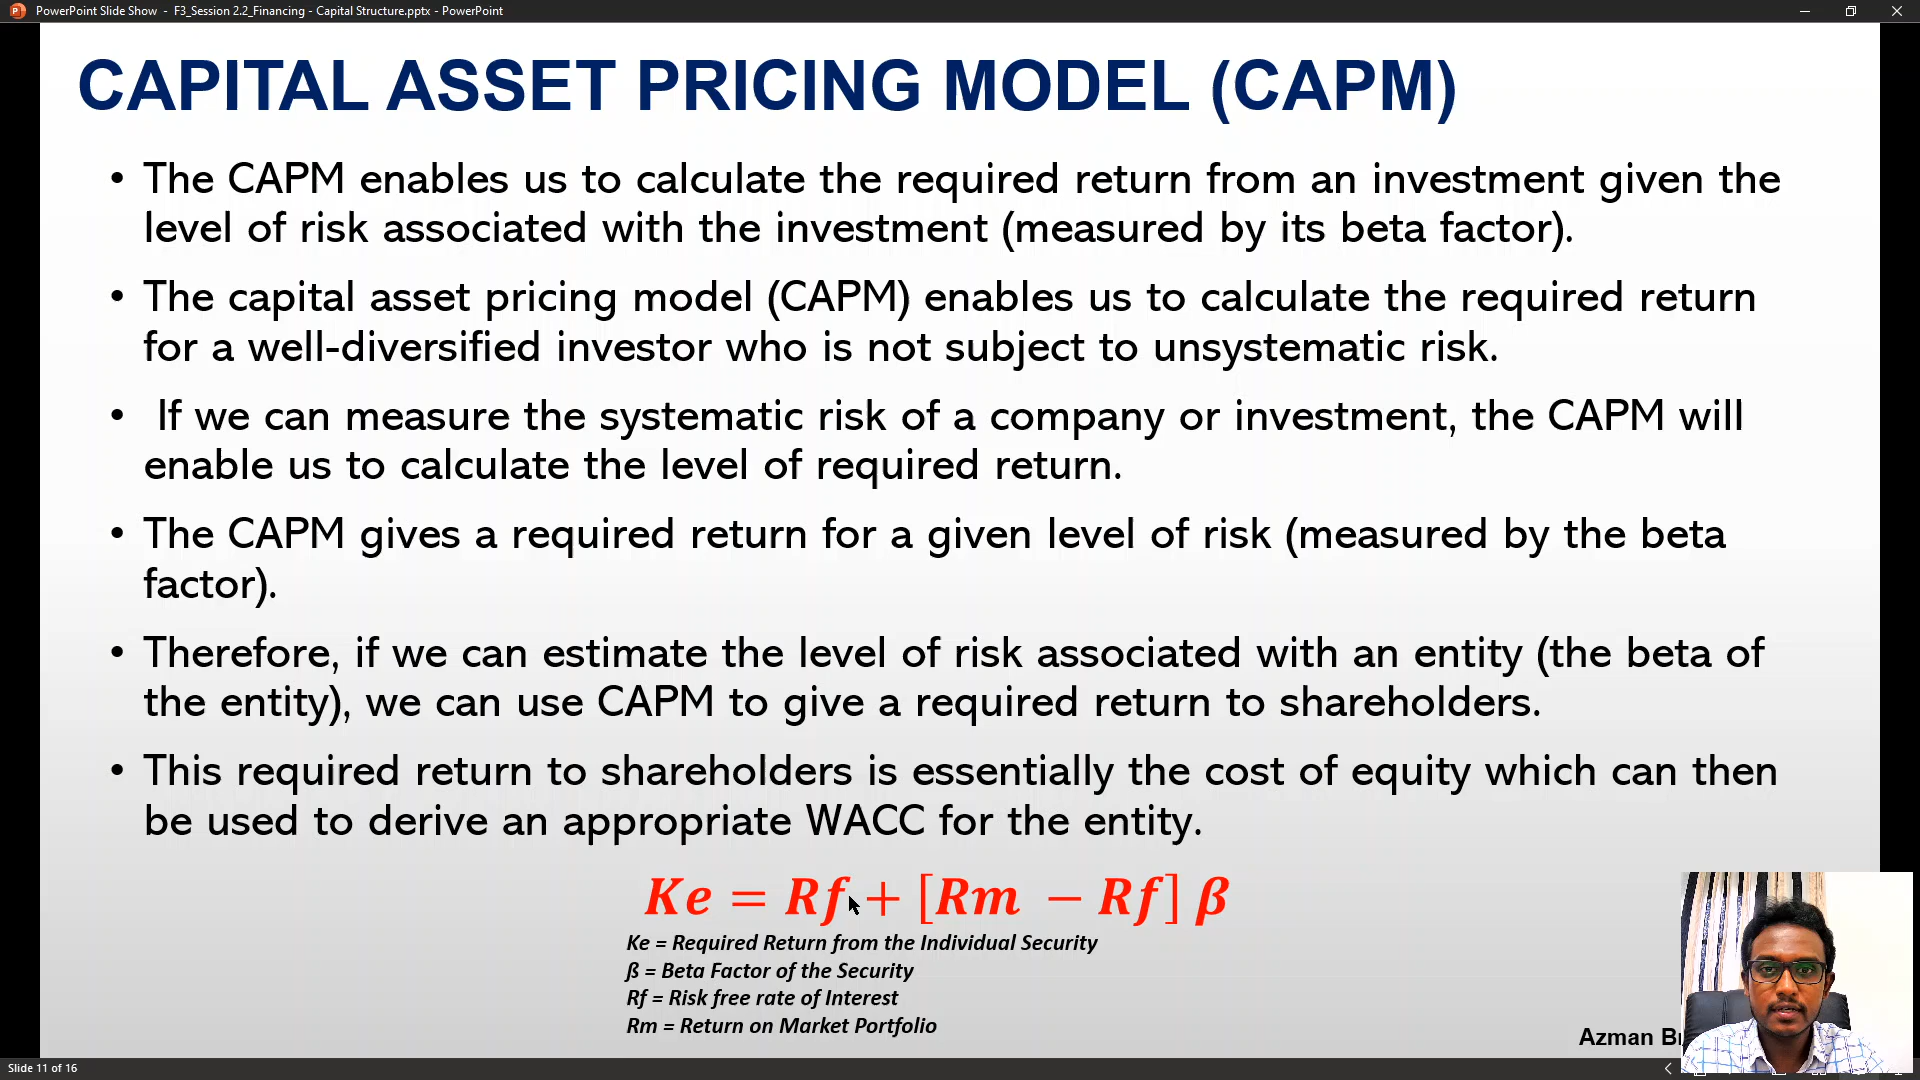 PowerPoint Slide Show - F3_Session 2.2_Financing - Capital Structure.pptx - PowerPoint
CAPITAL ASSET PRICING MODEL (CAPM)
• The CAPM enables us to calculate the required return from an investment given the
level of risk associated with the investment (measured by its beta factor).
• The capital asset pricing model (CAPM) enables us to calculate the required return
for a well-diversified investor who is not subject to unsystematic risk.
• If we can measure the systematic risk of a company or investment, the CAPM will
enable us to calculate the level of required return.
• The CAPM gives a required return for a given level of risk (measured by the beta
factor).
• Therefore, if we can estimate the level of risk associated with an entity (the beta of
the entity), we can use CAPM to give a required return to shareholders.
• This required return to shareholders is essentially the cost of equity which can then
be used to derive an appropriate WACC for the entity.
Ke = Rf + [Rm − Rf] β
Ke = Required Return from the Individual Security
ß = Beta Factor of the Security
Rf = Risk free rate of Interest
Rm = Return on Market Portfolio
Azman
Slide 11 of 16